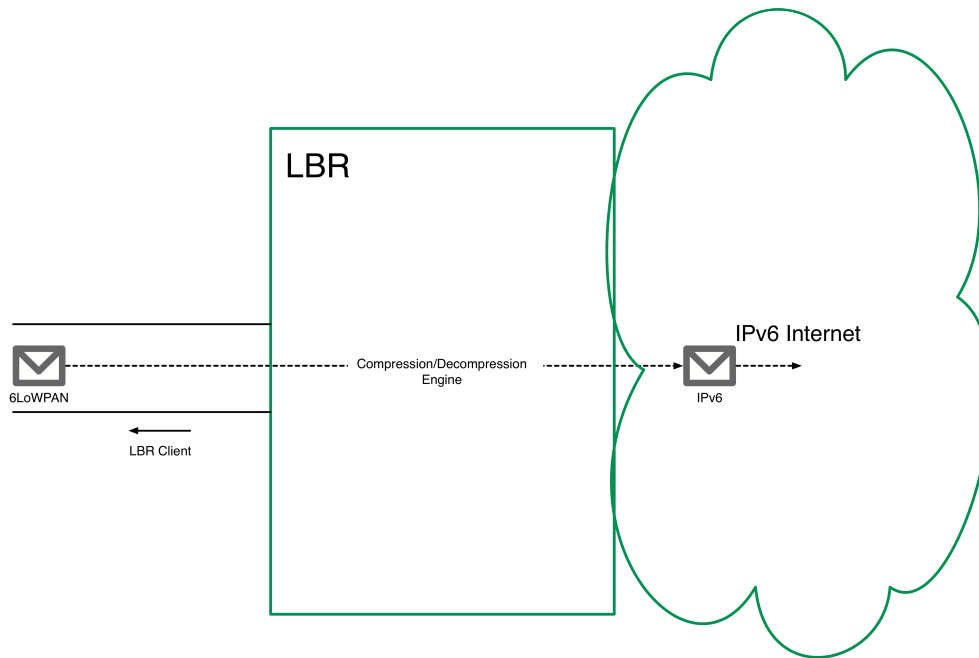 LBR
IPv6 Internet
Compression/Decompression
Engine
6LoWPAN
IPv6
LBR Client